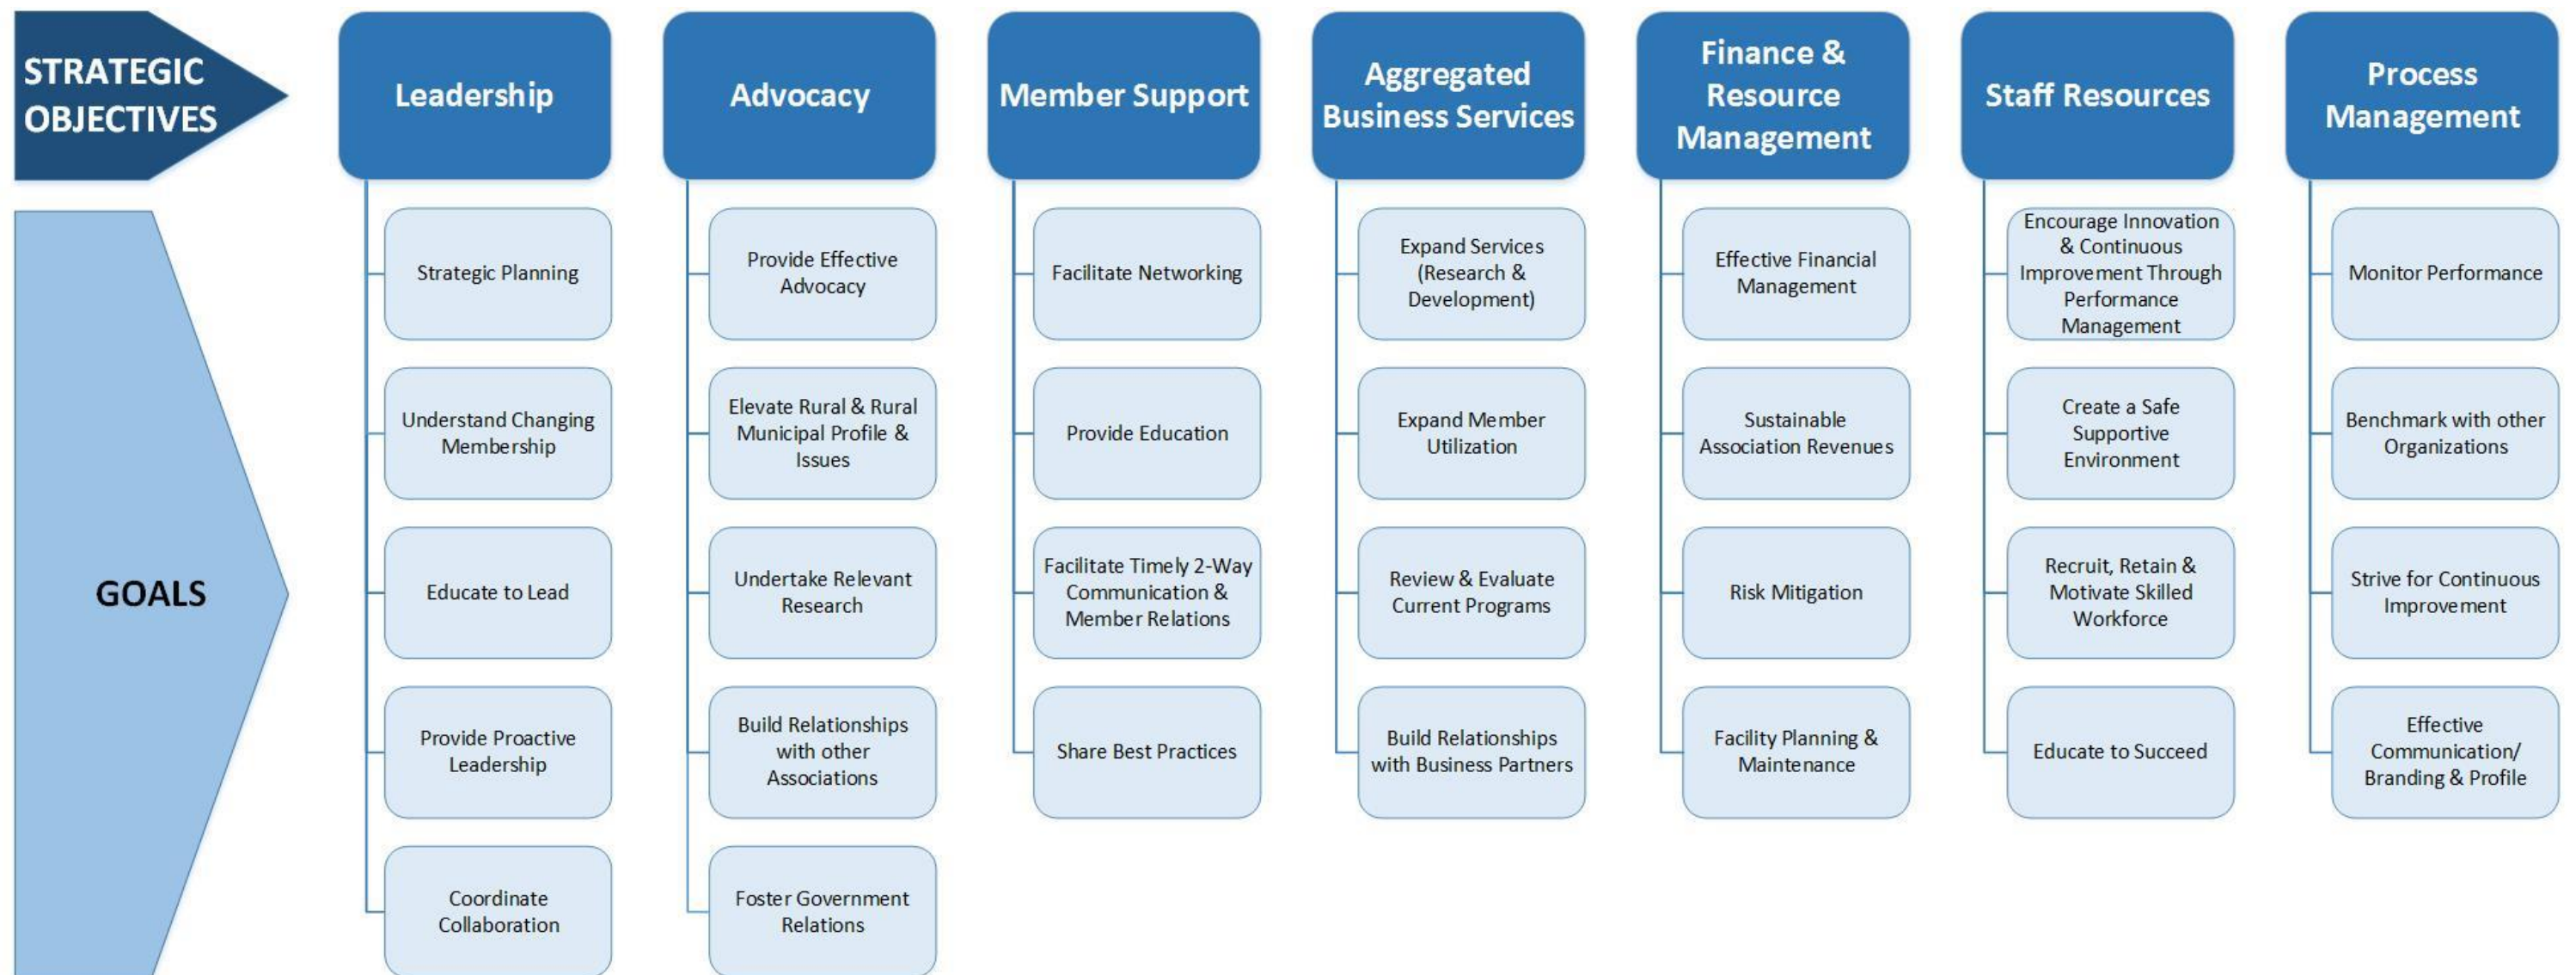 STRATEGIC
OBJECTIVES
Leadership
Advocacy
Member Support
Aggregated
Business Services
Finance &
Resource
Management
Staff Resources
Process
Management
GOALS
Strategic Planning
Understand Changing
Membership
Educate to Lead
Provide Proactive
Leadership
Coordinate
Collaboration
Provide Effective
Advocacy
Elevate Rural & Rural
Municipal Profile &
Issues
Undertake Relevant
Research
Build Relationships
with other
Associations
Foster Government
Relations
Facilitate Networking
Provide Education
Facilitate Timely 2-Way
Communication &
Member Relations
Share Best Practices
Expand Services
(Research &
Development)
Expand Member
Utilization
Review & Evaluate
Current Programs
Build Relationships
with Business Partners
Effective Financial
Management
Sustainable
Association Revenues
Risk Mitigation
Facility Planning &
Maintenance
Encourage Innovation
& Continuous
Improvement Through
Performance
Management
Create a Safe
Supportive
Environment
Recruit, Retain &
Motivate Skilled
Workforce
Educate to Succeed
Monitor Performance
Benchmark with other
Organizations
Strive for Continuous
Improvement
Effective
Communication/
Branding & Profile